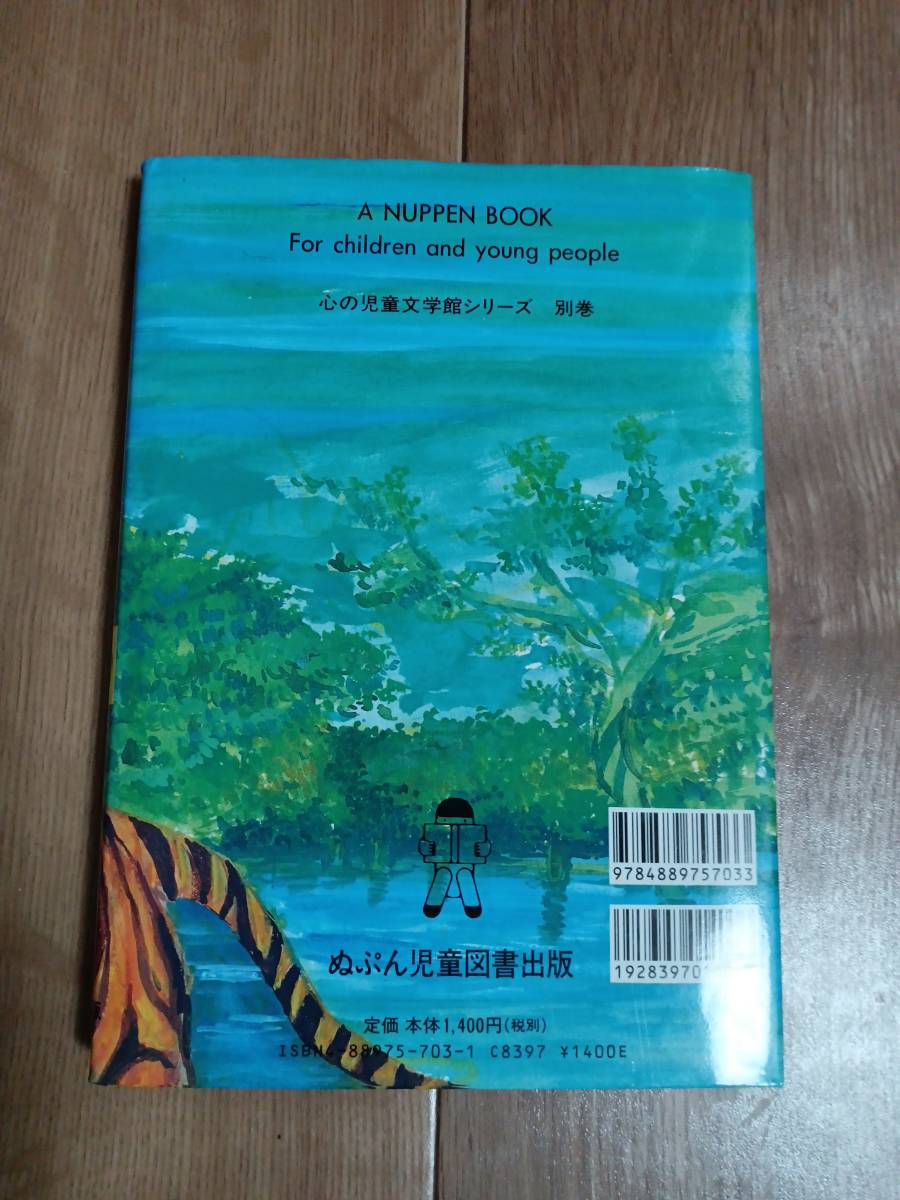 A NUPPEN BOOK
For children and young people
心の児童文学館シリーズ 別巻
9784889757033
ぬぷん児童図書出版
定価 本体1,400円(税別)
ISBN4-88975-703-1 C8397 ¥1400E